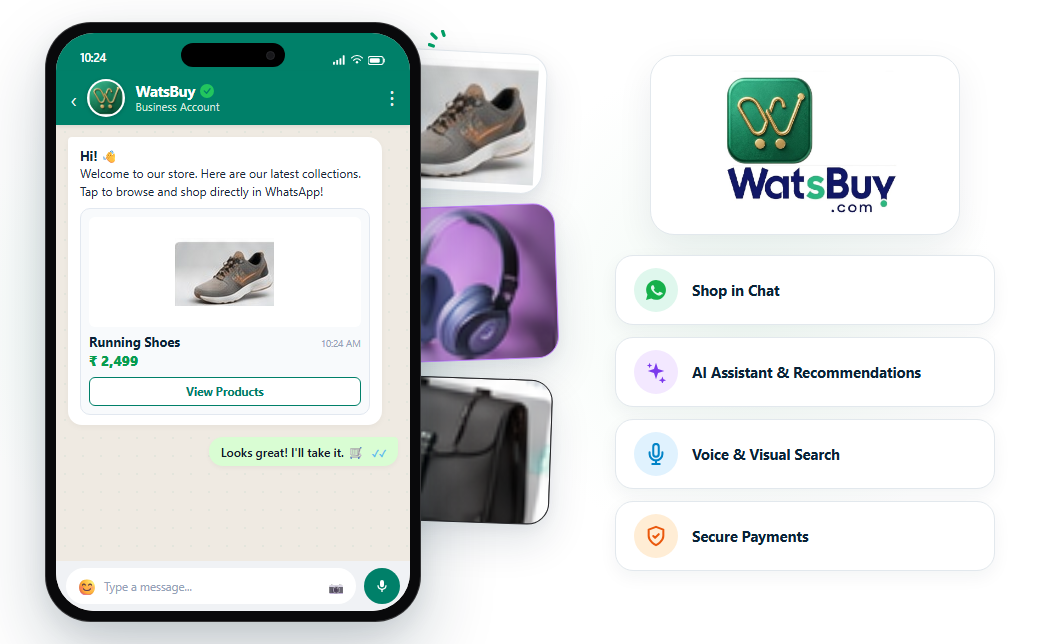 10:24
WatsBuy
Business Account
Hi! 👋
Welcome to our store. Here are our latest collections.
Tap to browse and shop directly in WhatsApp!
Running Shoes
10:24 AM
₹ 2,499
View Products
Looks great! I'll take it. 🛒
😊 Type a message... 📷
WatsBuy
.com
Shop in Chat
AI Assistant & Recommendations
Voice & Visual Search
Secure Payments